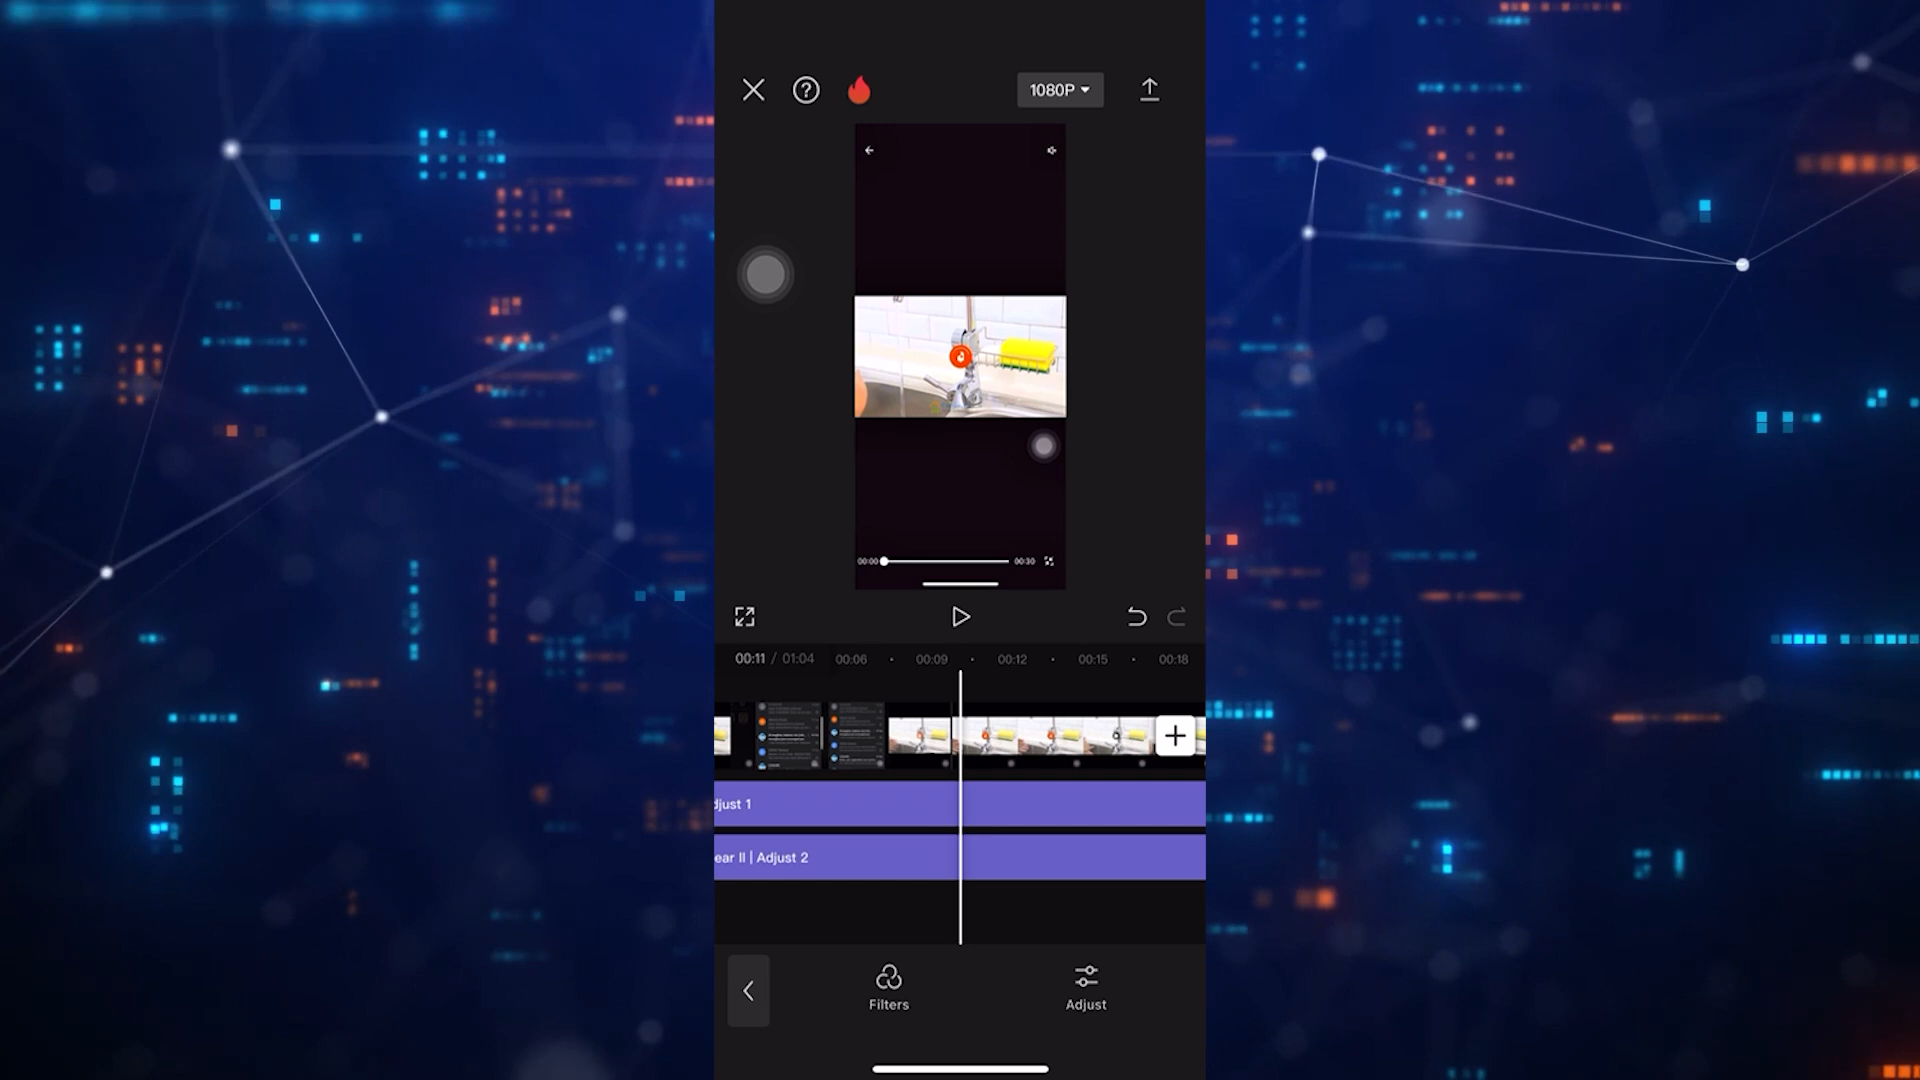 1080P
00:00 00:30
00:11 / 01:04 00:06 00:09 00:12 00:15 00:18
djust 1
ear II | Adjust 2
Filters Adjust